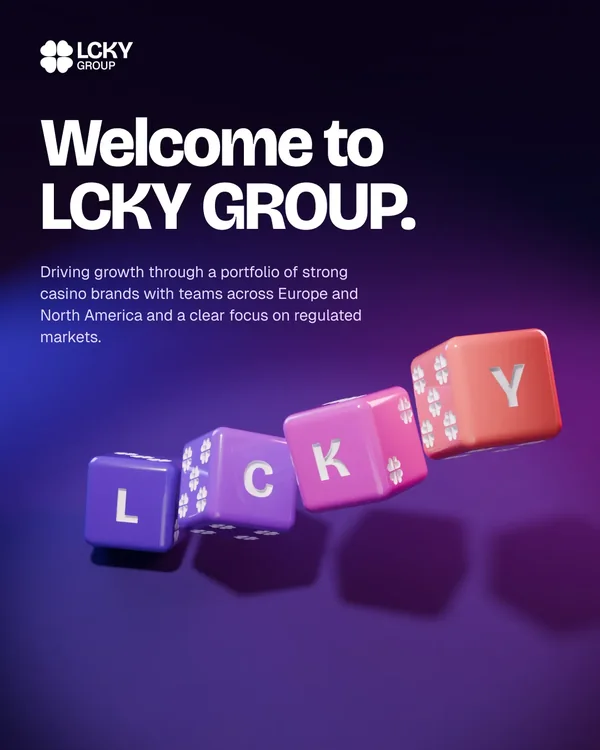 LCKY
GROUP
Welcome to
LCKY GROUP.
Driving growth through a portfolio of strong
casino brands with teams across Europe and
North America and a clear focus on regulated
markets.
L C K Y